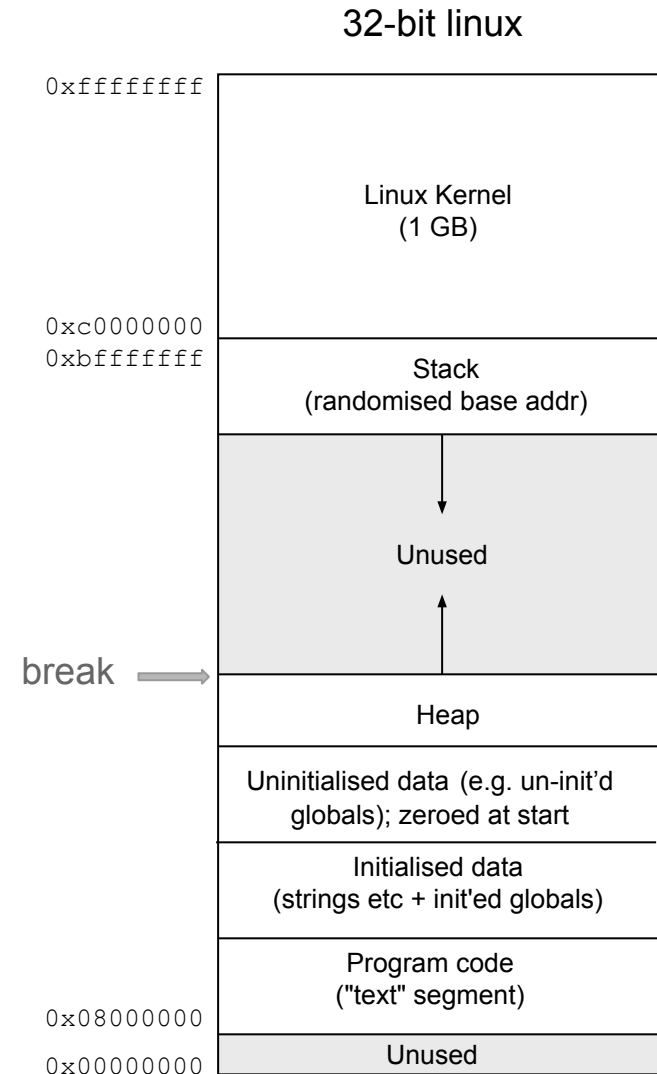 32-bit linux
0xffffffff
Linux Kernel
(1 GB)
0xc0000000
0xbfffffff
Stack
(randomised base addr)
Unused
break
Heap
Uninitialised data (e.g. un-init’d
globals); zeroed at start
Initialised data
(strings etc + init'ed globals)
Program code
("text" segment)
0x08000000
Unused
0x00000000